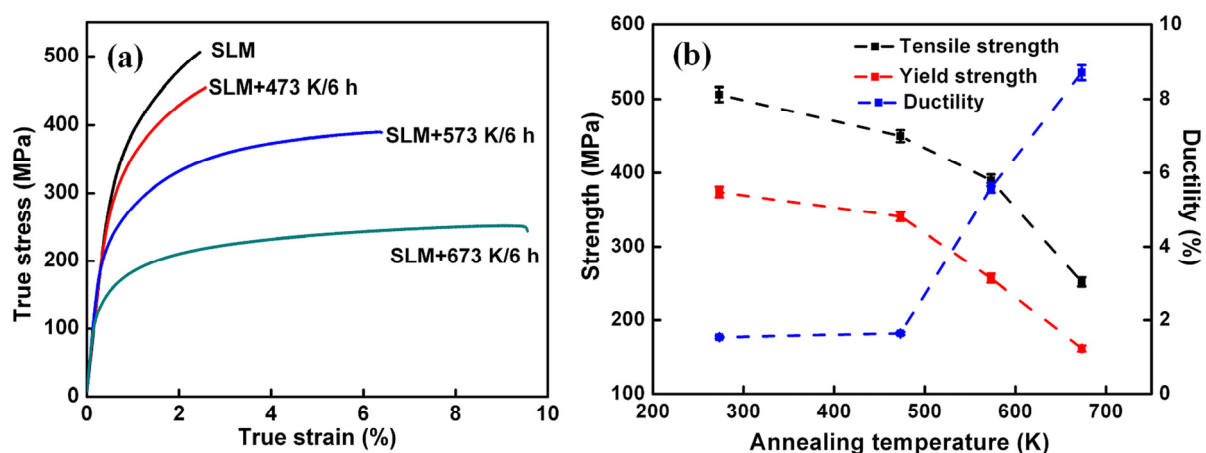 (a)
SLM
SLM+473 K/6 h
SLM+573 K/6 h
SLM+673 K/6 h
True stress (MPa)
500
400
300
200
100
0
0 2 4 6 8 10
True strain (%)
(b)
Tensile strength
Yield strength
Ductility
Strength (MPa)
600
500
400
300
200
100
200 300 400 500 600 700
Annealing temperature (K)
10
8
6
4
2
0
Ductility (%)